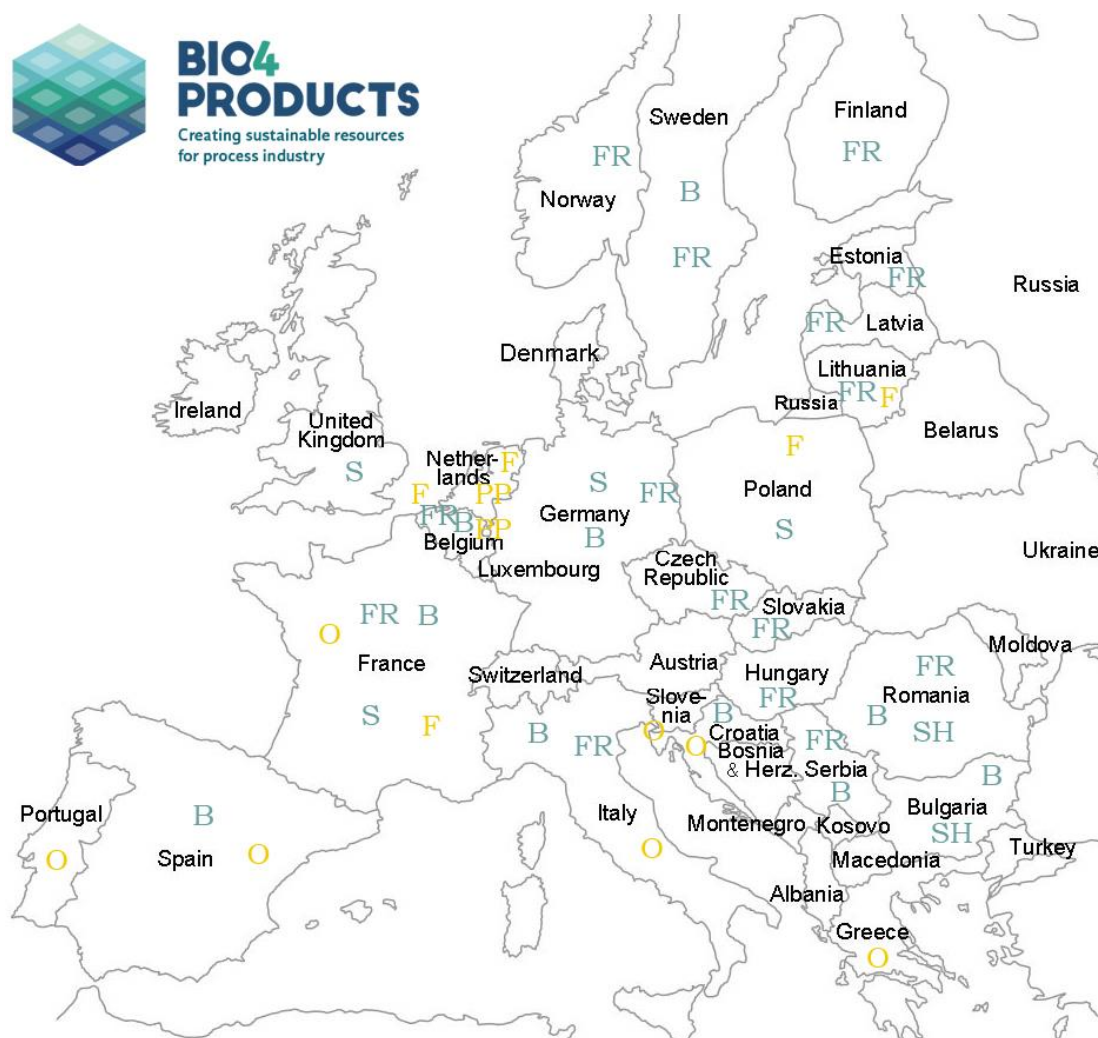 BIO4
PRODUCTS
Creating sustainable resources
for process industry
Sweden
Finland
FR
FR
Norway
B
Estonia
FR
FR
Russia
FR
Latvia
Denmark
Lithuania
FR
F
Russia
Ireland
United
Kingdom
Belarus
F
Nether-
lands
F
S
S
FR
Poland
F
PP
Germany
FR
B
PP
S
Belgium
B
Ukraine
Luxembourg
Czech
Republic
FR
Slovakia
FR
B
FR
O
Moldova
France
Switzerland
Austria
Hungary
FR
Romania
FR
Slove-
nia
S
F
B
B
SH
O
Croatia
B
FR
O
FR
Bosnia
& Herz.
Serbia
B
B
Portugal
B
Italy
Montenegro
Kosovo
Bulgaria
SH
O
Spain
O
O
Macedonia
Turkey
Albania
Greece
O